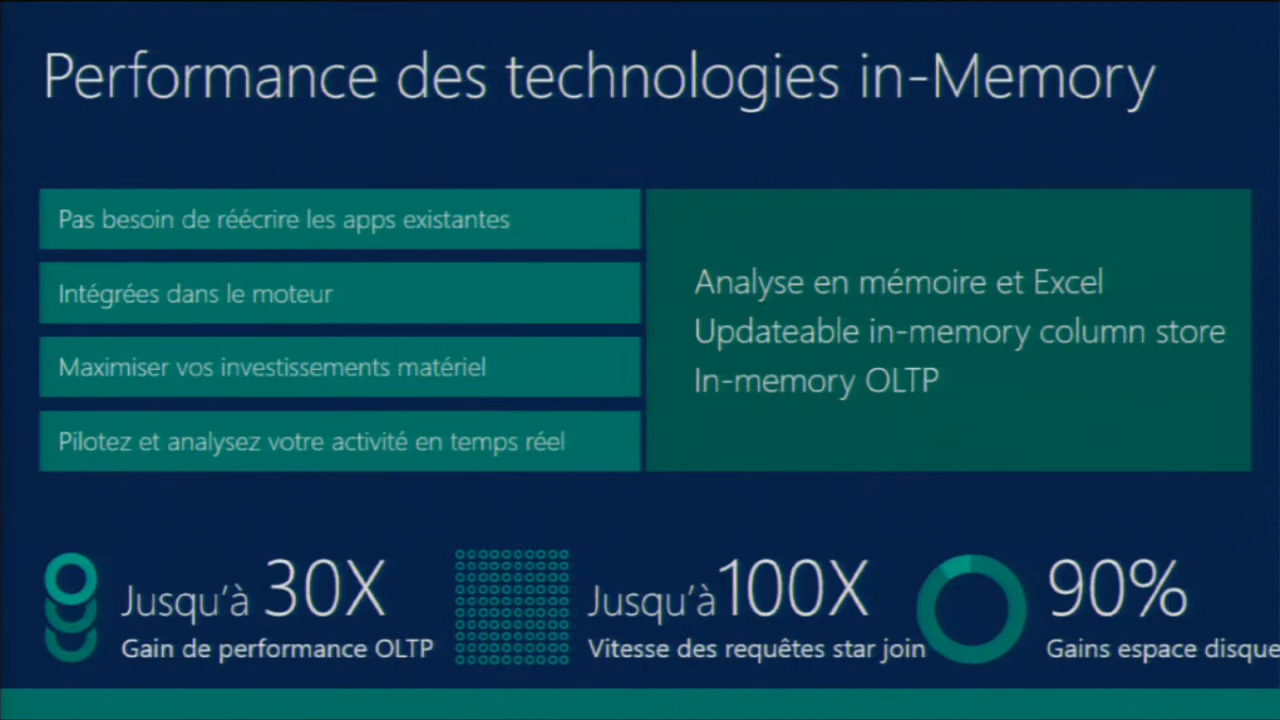 Performance des technologies in-Memory
Pas besoin de réécrire les apps existantes
Intégrées dans le moteur
Maximiser vos investissements matériel
Pilotez et analysez votre activité en temps réel
Analyse en mémoire et Excel
Updateable in-memory column store
In-memory OLTP
Jusqu'à 30X
Gain de performance OLTP
Jusqu'à 100X
Vitesse des requêtes star join
90%
Gains espace disque